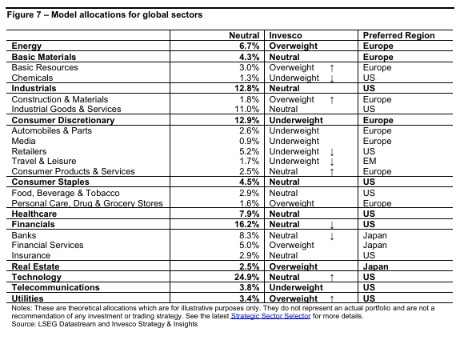 Figure 7 – Model allocations for global sectors
Neutral Invesco Preferred Region
Energy 6.7% Overweight Europe
Basic Materials 4.3% Neutral Europe
Basic Resources 3.0% Overweight ↑ Europe
Chemicals 1.3% Underweight ↓ US
Industrials 12.8% Neutral US
Construction & Materials 1.8% Overweight ↑ Europe
Industrial Goods & Services 11.0% Neutral US
Consumer Discretionary 12.9% Underweight Europe
Automobiles & Parts 2.6% Underweight Europe
Media 0.9% Underweight Europe
Retailers 5.2% Underweight ↓ US
Travel & Leisure 1.7% Underweight ↓ EM
Consumer Products & Services 2.5% Neutral ↑ Europe
Consumer Staples 4.5% Neutral US
Food, Beverage & Tobacco 2.9% Neutral US
Personal Care, Drug & Grocery Stores 1.6% Overweight Europe
Healthcare 7.9% Neutral US
Financials 16.2% Neutral ↓ US
Banks 8.3% Neutral ↓ Japan
Financial Services 5.0% Overweight Japan
Insurance 2.9% Neutral US
Real Estate 2.5% Overweight Japan
Technology 24.9% Neutral ↑ US
Telecommunications 3.8% Underweight US
Utilities 3.4% Overweight ↑ US
Notes: These are theoretical allocations which are for illustrative purposes only. They do not represent an actual portfolio and are not a
recommendation of any investment or trading strategy. See the latest Strategic Sector Selector for more details.
Source: LSEG Datastream and Invesco Strategy & Insights